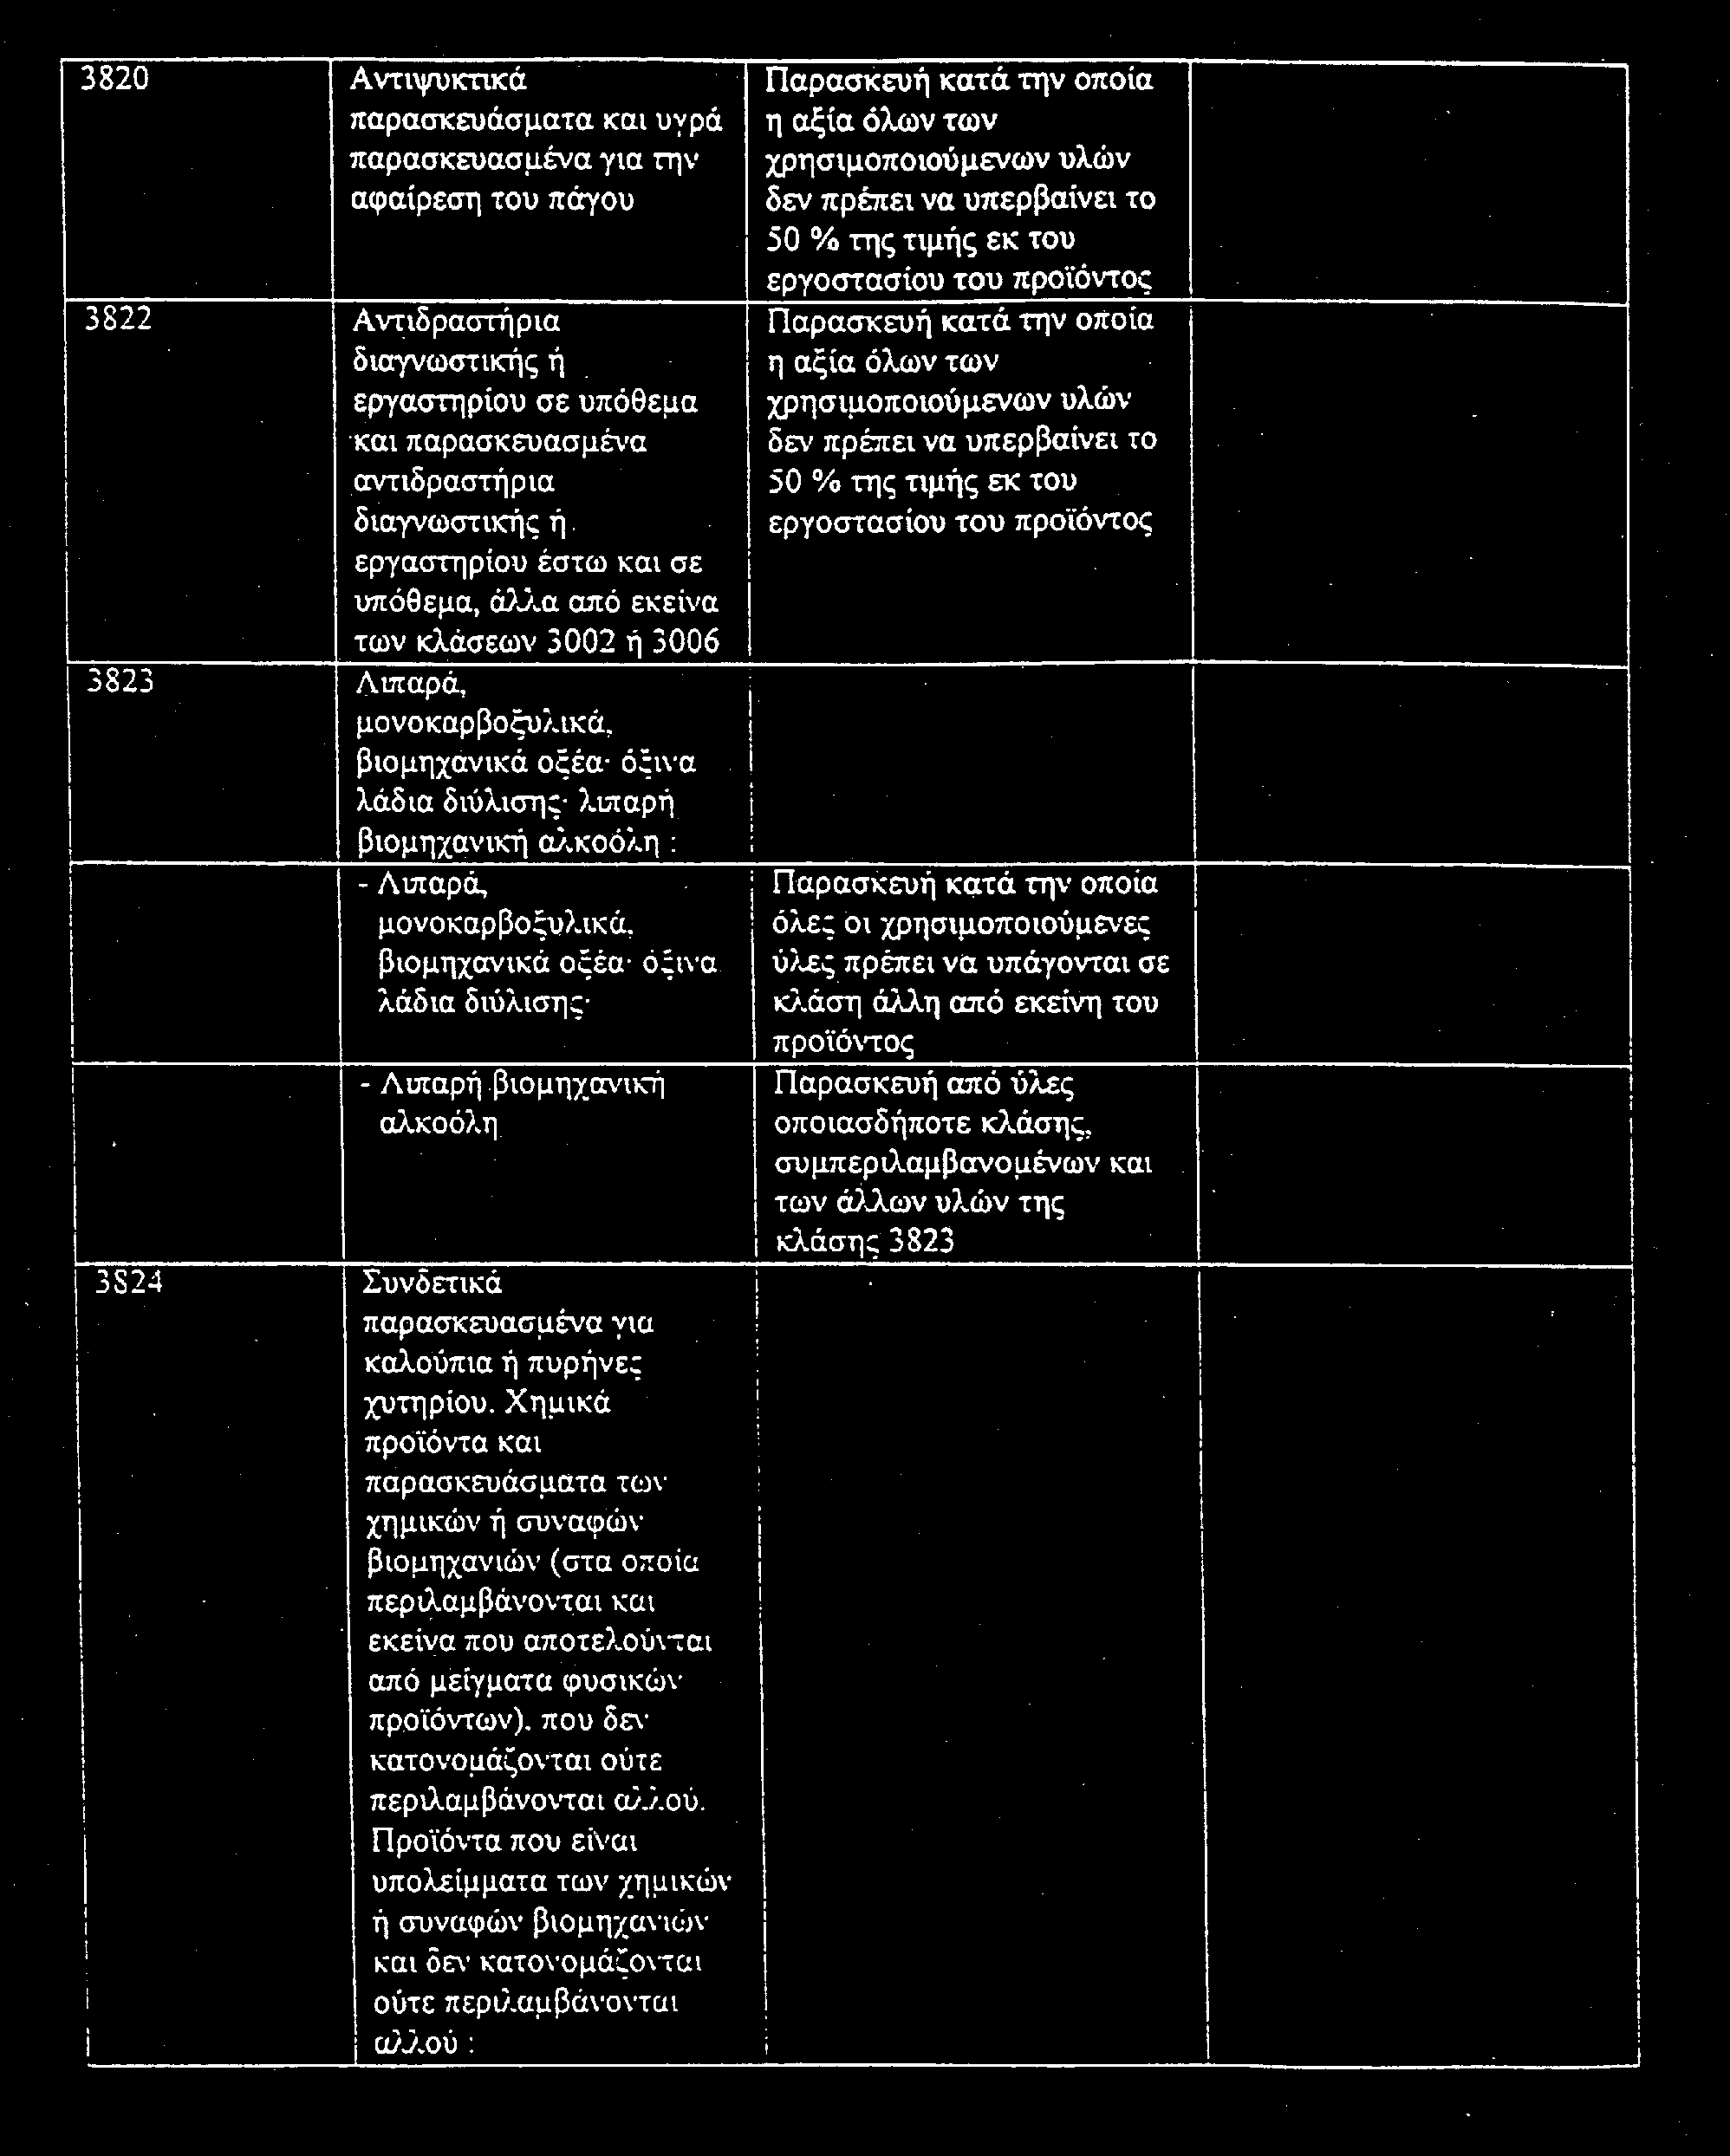 3820
Αντιψυκτικά
παρασκευάσματα και υγρά
παρασκευασμένα για την
αφαίρεση του πάγου
Παρασκευή κατά την οποία
η αξία όλων των
χρησιμοποιούμενων υλών
δεν πρέπει να υπερβαίνει το
50 % της τιμής εκ του
εργοστασίου του προϊόντος
3822
Αντιδραστήρια
διαγνωστικής ή
εργαστηρίου σε υπόθεμα
και παρασκευασμένα
αντιδραστήρια
διαγνωστικής ή
εργαστηρίου έστω και σε
υπόθεμα, άλλα από εκείνα
των κλάσεων 3002 ή 3006
Παρασκευή κατά την οποία
η αξία όλων των
χρησιμοποιούμενων υλών
δεν πρέπει να υπερβαίνει το
50 % της τιμής εκ του
εργοστασίου του προϊόντος
3823
Λιπαρά,
μονοκαρβοξυλικά,
βιομηχανικά οξέα· όξινα
λάδια διύλισης· λιπαρή
βιομηχανική αλκοόλη :
- Λιπαρά,
μονοκαρβοξυλικά,
βιομηχανικά οξέα· όξινα
λάδια διύλισης·
Παρασκευή κατά την οποία
όλες οι χρησιμοποιούμενες
ύλες πρέπει να υπάγονται σε
κλάση άλλη από εκείνη του
προϊόντος
- Λιπαρή βιομηχανική
αλκοόλη
Παρασκευή από ύλες
οποιασδήποτε κλάσης,
συμπεριλαμβανομένων και
των άλλων υλών της
κλάσης 3823
3824
Συνδετικά
παρασκευασμένα για
καλούπια ή πυρήνες
χυτηρίου. Χημικά
προϊόντα και
παρασκευάσματα των
χημικών ή συναφών
βιομηχανιών (στα οποία
περιλαμβάνονται και
εκείνα που αποτελούνται
από μείγματα φυσικών
προϊόντων), που δεν
κατονομάζονται ούτε
περιλαμβάνονται αλλού.
Προϊόντα που είναι
υπολείμματα των χημικών
ή συναφών βιομηχανιών
και δεν κατονομάζονται
ούτε περιλαμβάνονται
αλλού :